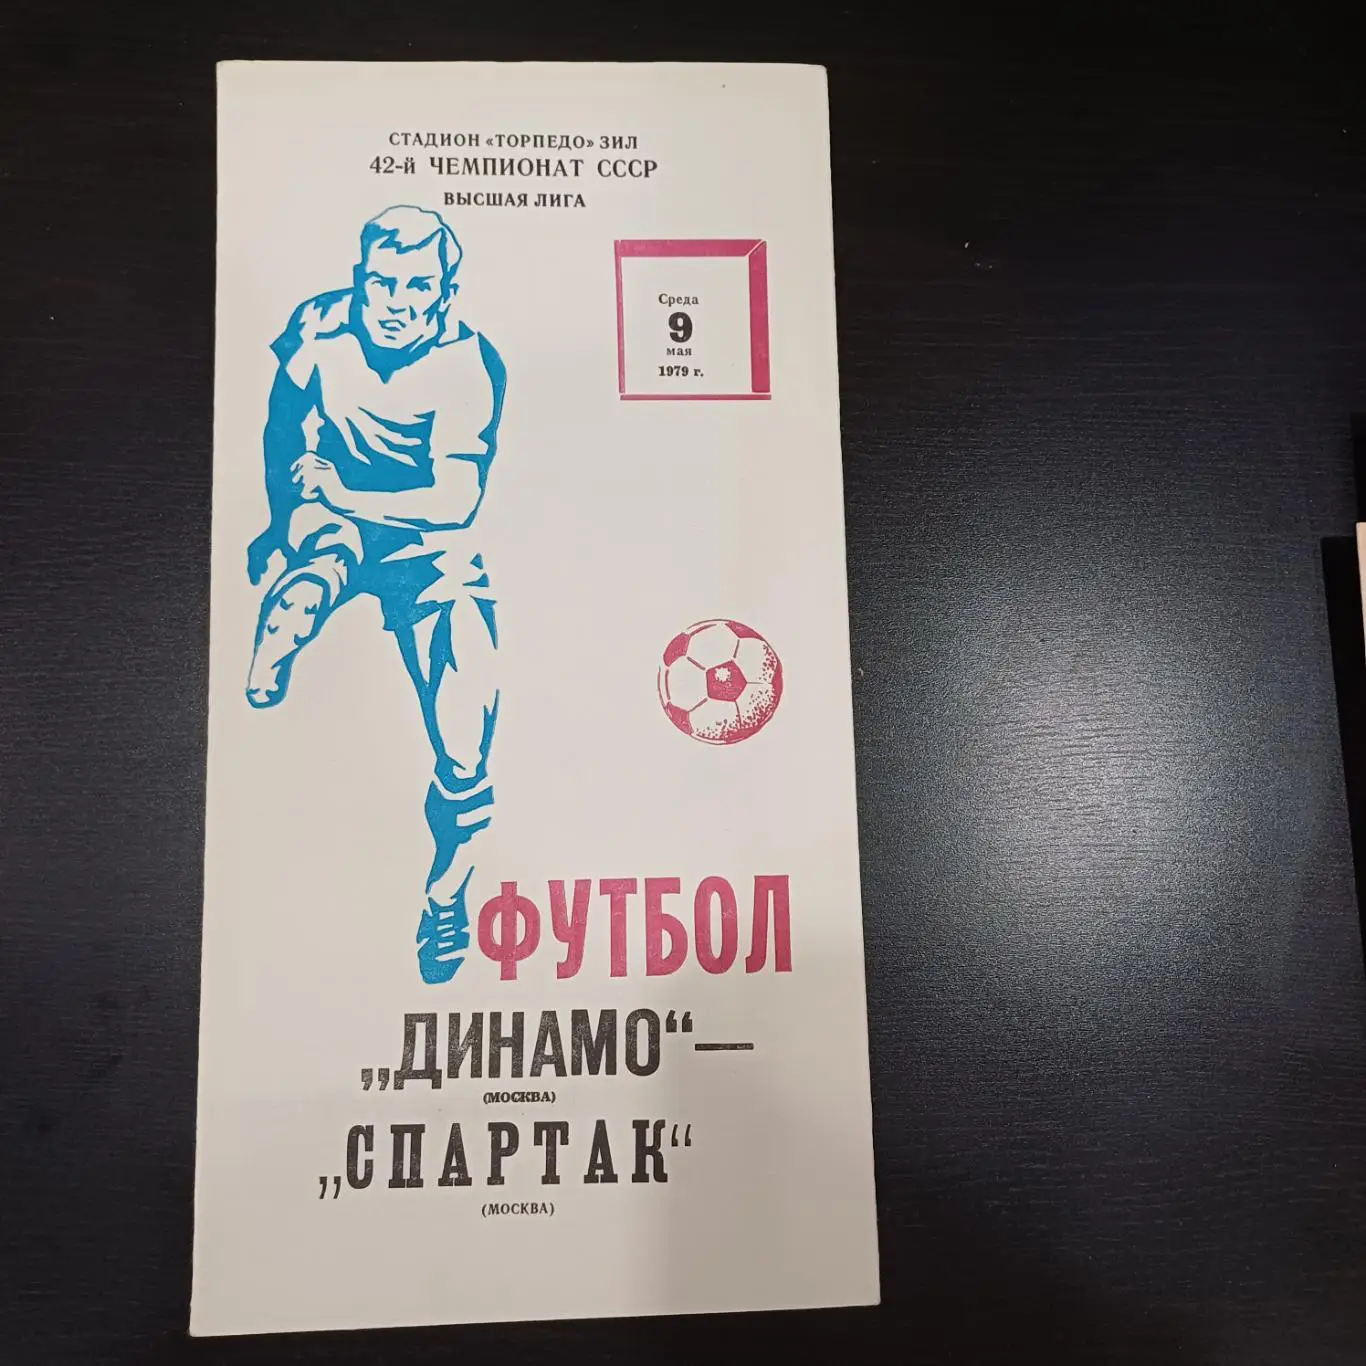 СТАДИОН «ТОРПЕДО» ЗИЛ
42-й ЧЕМПИОНАТ СССР
ВЫСШАЯ ЛИГА
Среда
9
мая
1979 г.
ФУТБОЛ
„ДИНАМО“—
(МОСКВА)
„СПАРТАК“
(МОСКВА)